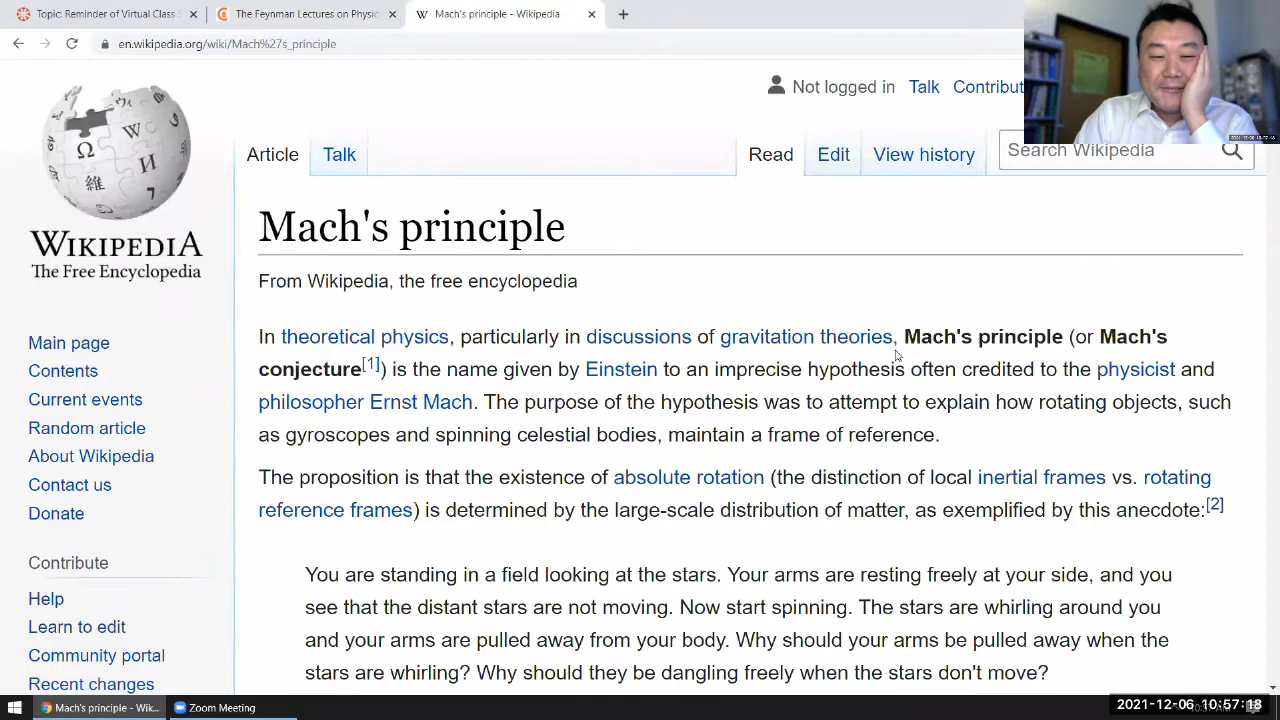 Topic: Reminder of Virtual Class S
The Feynman Lectures on Physic
Mach's principle - Wikipedia
en.wikipedia.org/wiki/Mach%27s_principle
Not logged in Talk Contribut
Article Talk Read Edit View history Search Wikipedia
WIKIPEDIA
The Free Encyclopedia
Main page
Contents
Current events
Random article
About Wikipedia
Contact us
Donate
Contribute
Help
Learn to edit
Community portal
Recent changes
Mach's principle
From Wikipedia, the free encyclopedia
In theoretical physics, particularly in discussions of gravitation theories, Mach's principle (or Mach's
conjecture[1]) is the name given by Einstein to an imprecise hypothesis often credited to the physicist and
philosopher Ernst Mach. The purpose of the hypothesis was to attempt to explain how rotating objects, such
as gyroscopes and spinning celestial bodies, maintain a frame of reference.
The proposition is that the existence of absolute rotation (the distinction of local inertial frames vs. rotating
reference frames) is determined by the large-scale distribution of matter, as exemplified by this anecdote:[2]
You are standing in a field looking at the stars. Your arms are resting freely at your side, and you
see that the distant stars are not moving. Now start spinning. The stars are whirling around you
and your arms are pulled away from your body. Why should your arms be pulled away when the
stars are whirling? Why should they be dangling freely when the stars don't move?
Mach's principle - Wik...
Zoom Meeting
2021-12-06 10:57:18